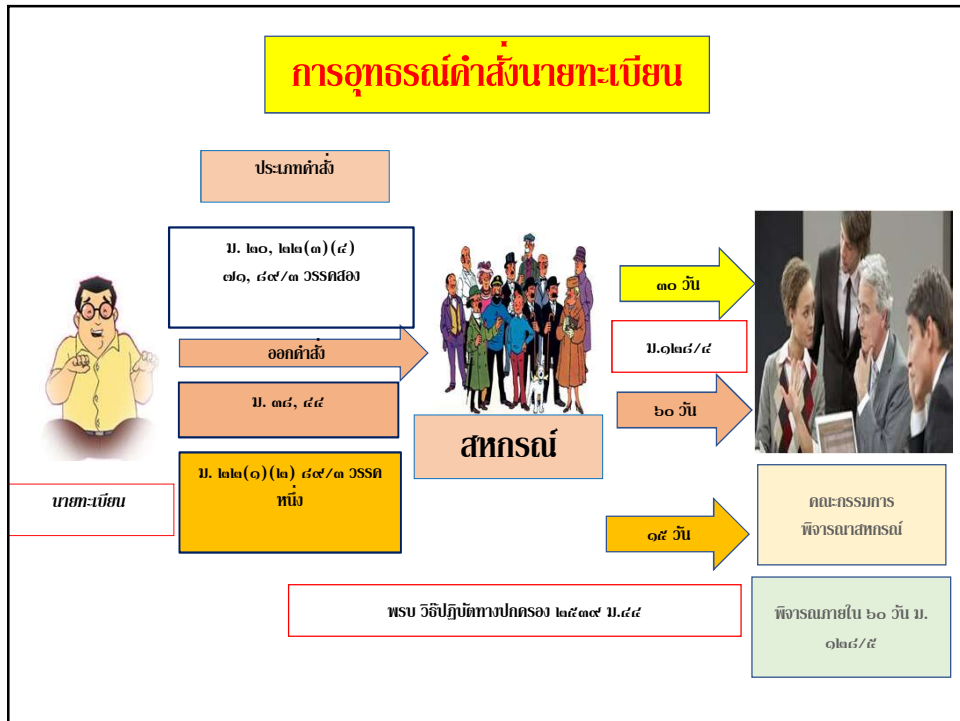 การอุทธรณ์คำสั่งนายทะเบียน
ประเภทคำสั่ง
ม. ๒๐, ๒๒(๓)(๔)
๗๑, ๘๙/๓ วรรคสอง
ออกคำสั่ง
ม. ๓๘, ๔๔
ม. ๒๒(๑)(๒) ๘๙/๓ วรรค
หนึ่ง
นายทะเบียน
สหกรณ์
๓๐ วัน
ม.๑๒๘/๔
๖๐ วัน
๑๕ วัน
คณะกรรมการ
พิจารณาสหกรณ์
พรบ วิธีปฏิบัติทางปกครอง ๒๕๓๙ ม.๔๔
พิจารณภายใน ๖๐ วัน ม.
๑๒๘/๕